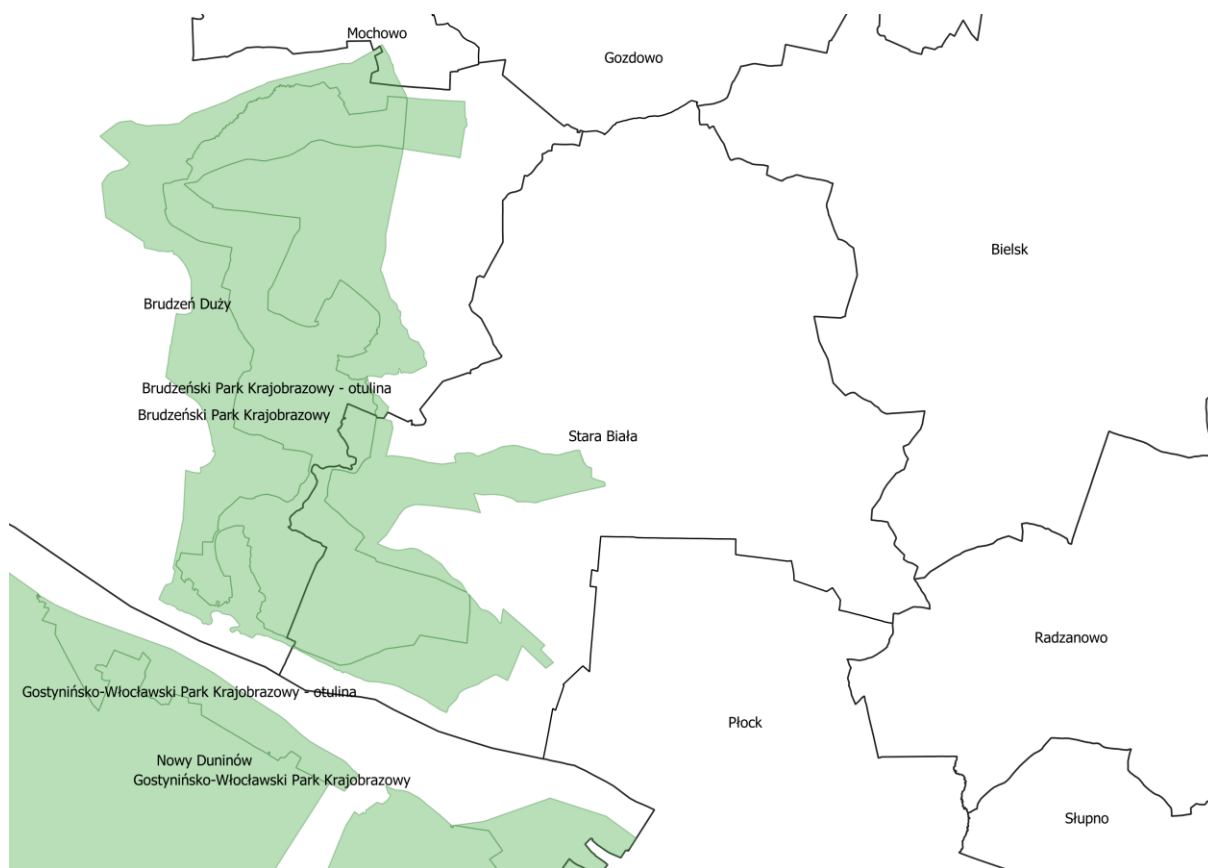 Mochowo
Gozdowo
Bielsk
Brudzeń Duży
Brudzeński Park Krajobrazowy - otulina
Brudzeński Park Krajobrazowy
Stara Biała
Radzanowo
Gostynińsko-Włocławski Park Krajobrazowy - otulina
Płock
Nowy Duninów
Gostynińsko-Włocławski Park Krajobrazowy
Słupno